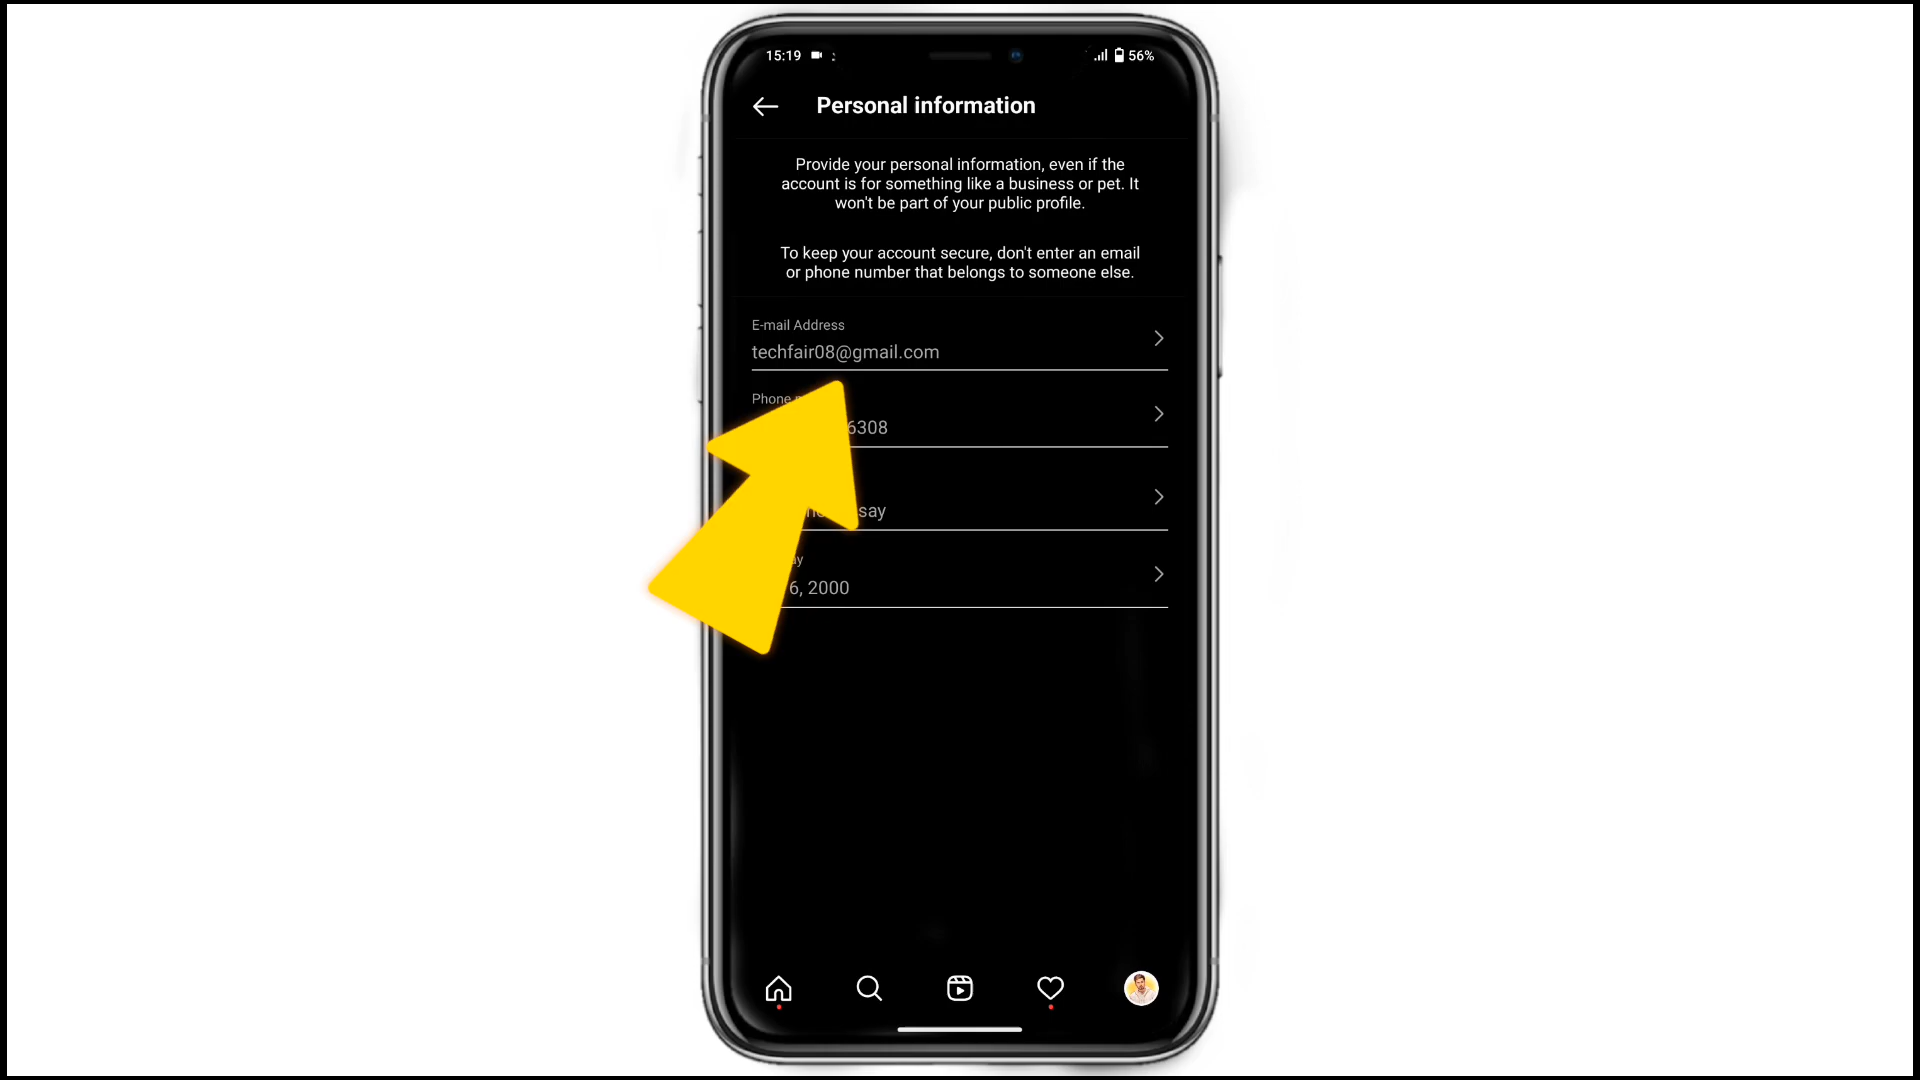 15:19
56%
Personal information
Provide your personal information, even if the
account is for something like a business or pet. It
won't be part of your public profile.
To keep your account secure, don't enter an email
or phone number that belongs to someone else.
E-mail Address
techfair08@gmail.com
Phone
6308
say
6, 2000